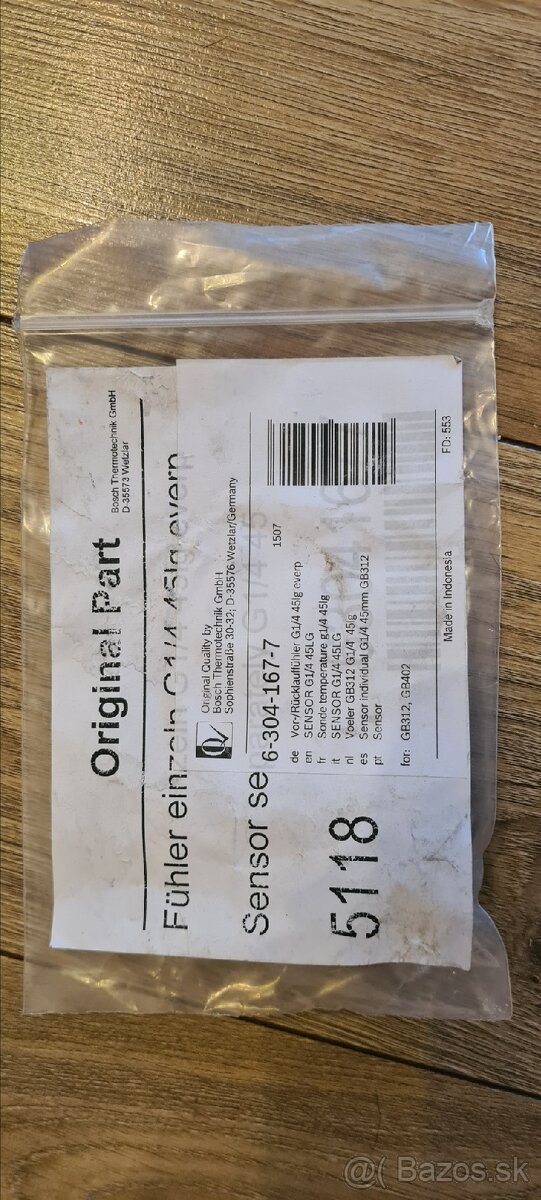 Original Part
Bosch Thermotechnik GmbH
D-35573 Wetzlar
Fühler einzeln G1/4 45lg everp
Sensor se
5118
Original Quality by
Bosch Thermotechnik GmbH
Sophienstraße 30-32; D-35576 Wetzlar/Germany
6-304-167-7
1507
de Vor-/Rücklauffühler G1/4 45lg everp
en SENSOR G1/4 45LG
fr Sonde temperature g1/4 45lg
it SENSOR G1/4 45LG
nl Voeler GB312 G1/4 45lg
es Sensor individual G1/4 45mm GB312
pt Sensor
for: GB312, GB402
Made in Indonesia
FD: 553
@( Bazos.sk